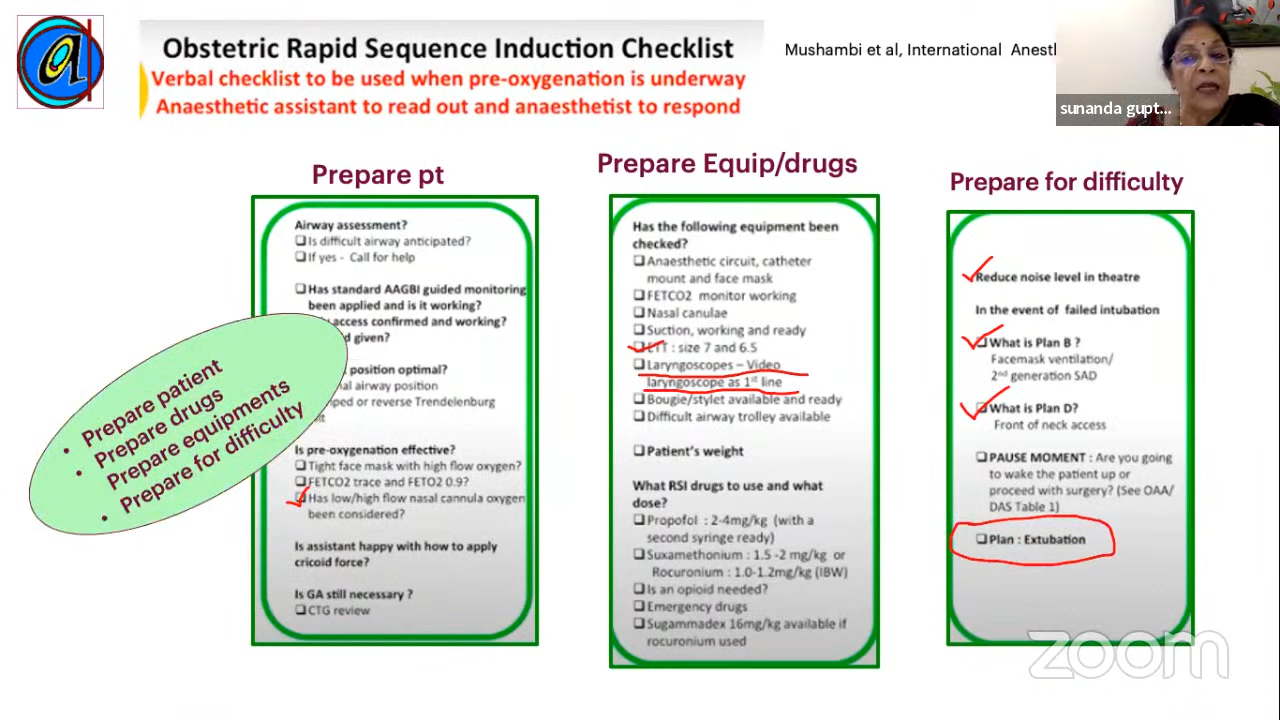 Obstetric Rapid Sequence Induction Checklist
Verbal checklist to be used when pre-oxygenation is underway
Anaesthetic assistant to read out and anaesthetist to respond
Mushambi et al, International Anesth
sunanda gupt...
Prepare pt
Airway assessment?
Is difficult airway anticipated?
If yes - Call for help
Has standard AAGBI guided monitoring
been applied and is it working?
access confirmed and working?
given?
position optimal?
airway position
or reverse Trendelenburg
Is pre-oxygenation effective?
Tight face mask with high flow oxygen?
FETCO2 trace and FETO2 0.9?
Has low/high flow nasal cannula oxygen
been considered?
Is assistant happy with how to apply
cricoid force?
Is GA still necessary ?
CTG review
• Prepare patient
• Prepare drugs
Prepare equipments
• Prepare for difficulty
Prepare Equip/drugs
Has the following equipment been
checked?
Anaesthetic circuit, catheter
mount and face mask
FETCO2 monitor working
Nasal canulae
Suction, working and ready
ETT : size 7 and 6.5
Laryngoscopes – Video
laryngoscope as 1st line
Bougie/stylet available and ready
Difficult airway trolley available
Patient's weight
What RSI drugs to use and what
dose?
Propofol : 2-4mg/kg (with a
second syringe ready)
Suxamethonium : 1.5 -2 mg/kg or
Rocuronium : 1.0-1.2mg/kg (IBW)
Is an opioid needed?
Emergency drugs
Sugammadex 16mg/kg available if
rocuronium used
Prepare for difficulty
Reduce noise level in theatre
In the event of failed intubation
What is Plan B ?
Facemask ventilation/
2nd generation SAD
What is Plan D?
Front of neck access
PAUSE MOMENT : Are you going
to wake the patient up or
proceed with surgery? (See OAA/
DAS Table 1)
Plan : Extubation
zoom